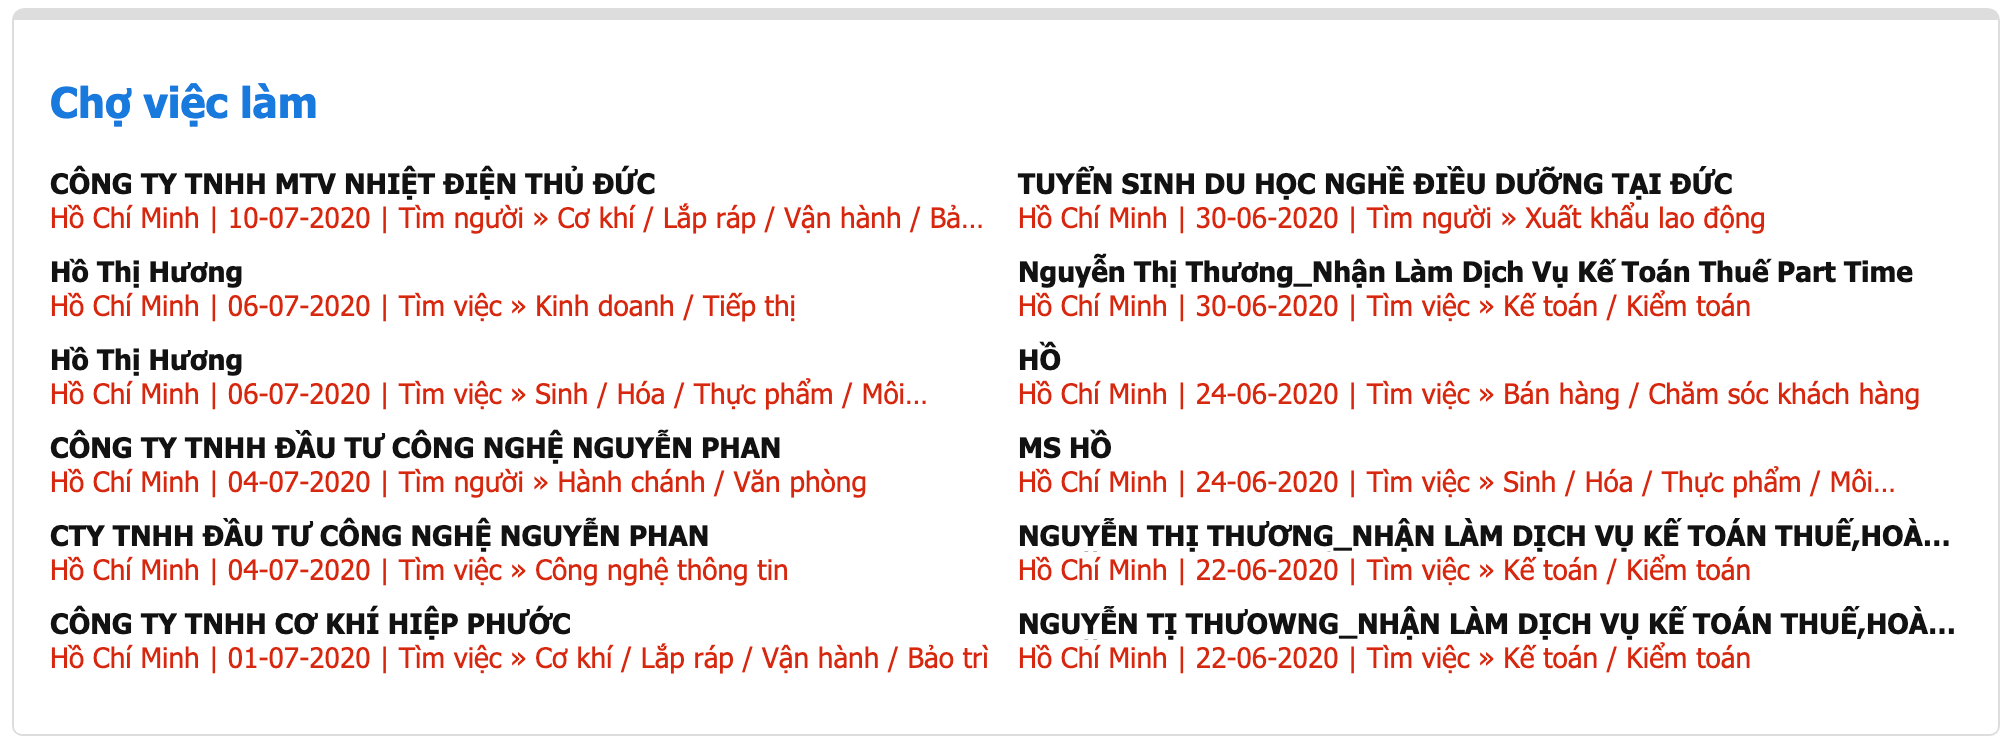 Chợ việc làm
CÔNG TY TNHH MTV NHIỆT ĐIỆN THỦ ĐỨC
Hồ Chí Minh | 10-07-2020 | Tìm người » Cơ khí / Lắp ráp / Vận hành / Bả...
Hồ Thị Hương
Hồ Chí Minh | 06-07-2020 | Tìm việc » Kinh doanh / Tiếp thị
Hồ Thị Hương
Hồ Chí Minh | 06-07-2020 | Tìm việc » Sinh / Hóa / Thực phẩm / Môi...
CÔNG TY TNHH ĐẦU TƯ CÔNG NGHỆ NGUYỄN PHAN
Hồ Chí Minh | 04-07-2020 | Tìm người » Hành chánh / Văn phòng
CTY TNHH ĐẦU TƯ CÔNG NGHỆ NGUYỄN PHAN
Hồ Chí Minh | 04-07-2020 | Tìm việc » Công nghệ thông tin
CÔNG TY TNHH CƠ KHÍ HIỆP PHƯỚC
Hồ Chí Minh | 01-07-2020 | Tìm việc » Cơ khí / Lắp ráp / Vận hành / Bảo trì
TUYỂN SINH DU HỌC NGHỀ ĐIỀU DƯỠNG TẠI ĐỨC
Hồ Chí Minh | 30-06-2020 | Tìm người » Xuất khẩu lao động
Nguyễn Thị Thương_Nhận Làm Dịch Vụ Kế Toán Thuế Part Time
Hồ Chí Minh | 30-06-2020 | Tìm việc » Kế toán / Kiểm toán
HỒ
Hồ Chí Minh | 24-06-2020 | Tìm việc » Bán hàng / Chăm sóc khách hàng
MS HỒ
Hồ Chí Minh | 24-06-2020 | Tìm việc » Sinh / Hóa / Thực phẩm / Môi...
NGUYỄN THỊ THƯƠNG_NHẬN LÀM DỊCH VỤ KẾ TOÁN THUẾ,HOÀ...
Hồ Chí Minh | 22-06-2020 | Tìm việc » Kế toán / Kiểm toán
NGUYỄN TỊ THƯOWNG_NHẬN LÀM DỊCH VỤ KẾ TOÁN THUẾ,HOÀ...
Hồ Chí Minh | 22-06-2020 | Tìm việc » Kế toán / Kiểm toán